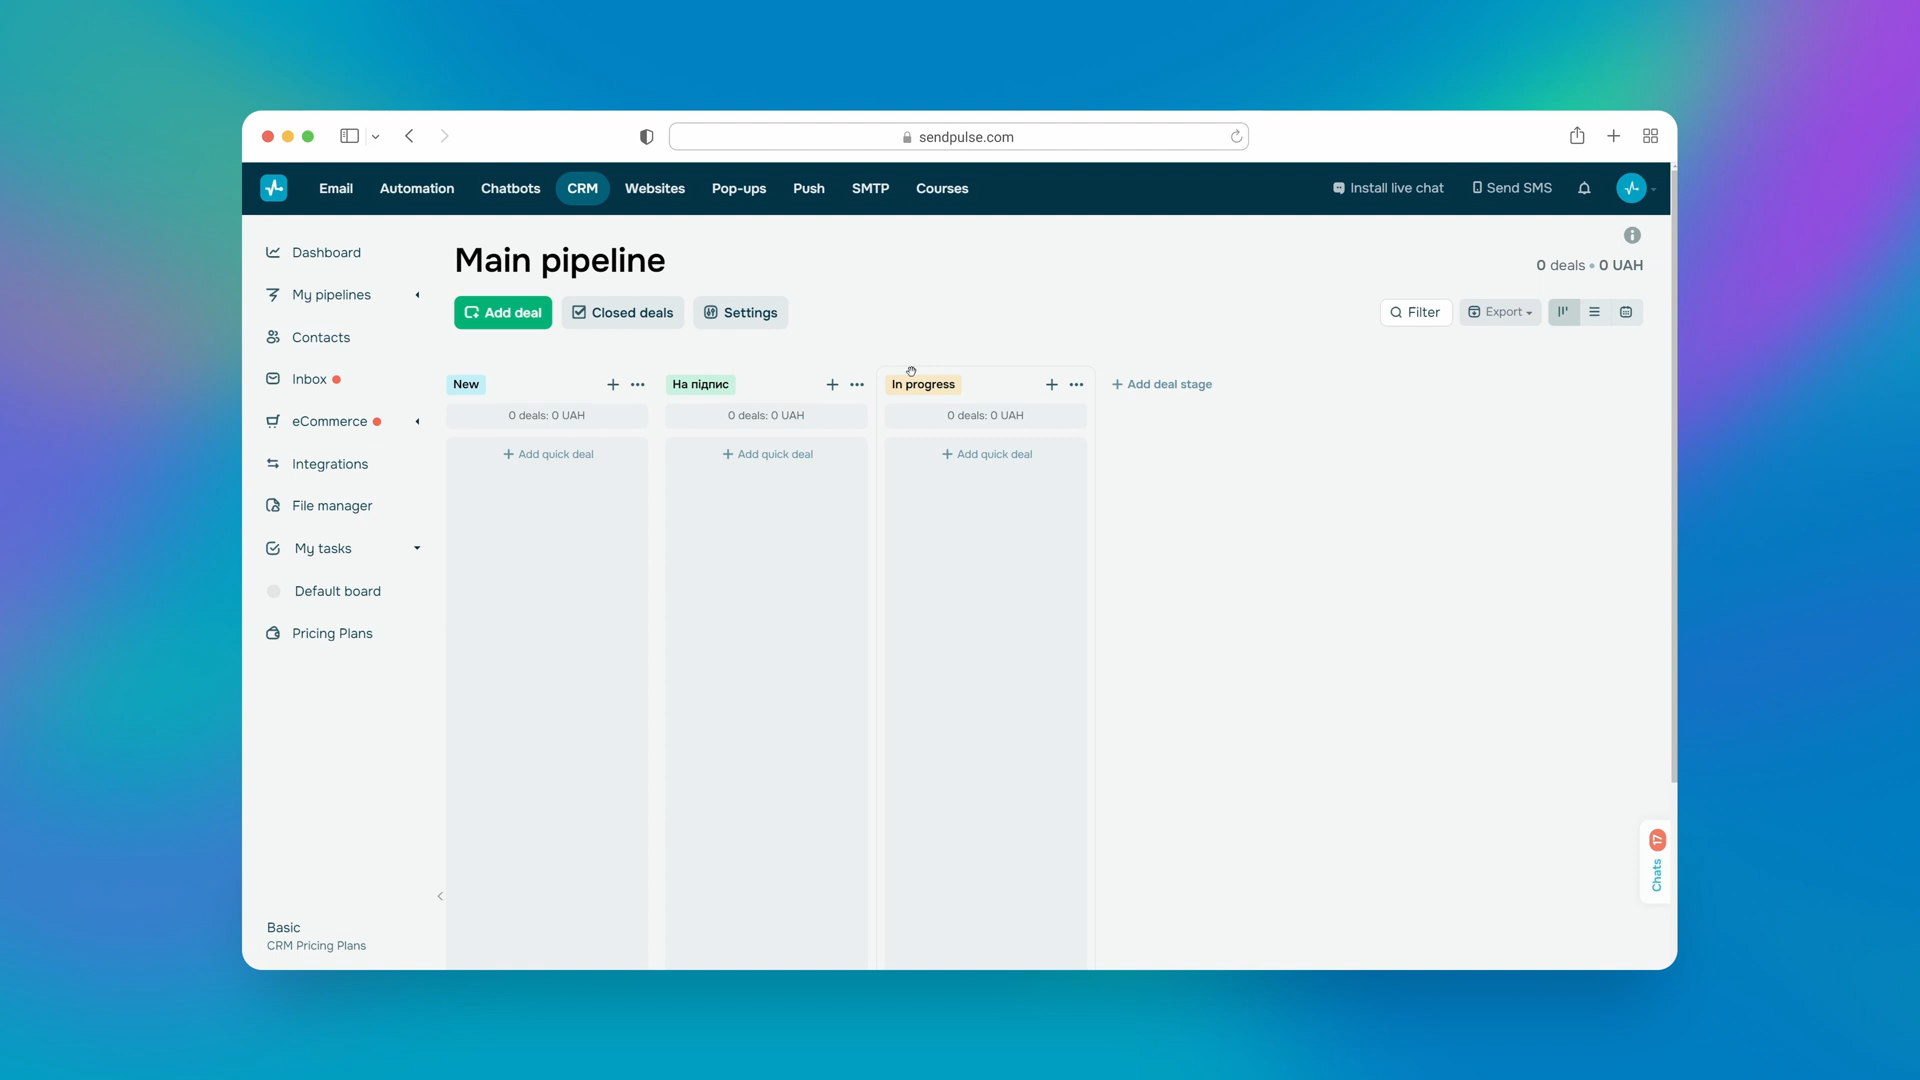 sendpulse.com
Email Automation Chatbots CRM Websites Pop-ups Push SMTP Courses Install live chat Send SMS
Dashboard
My pipelines
Contacts
Inbox
eCommerce
Integrations
File manager
My tasks
Default board
Pricing Plans
Basic
CRM Pricing Plans
Main pipeline
0 deals • 0 UAH
Add deal Closed deals Settings Filter Export
New На підпис In progress + Add deal stage
0 deals: 0 UAH 0 deals: 0 UAH 0 deals: 0 UAH
+ Add quick deal + Add quick deal + Add quick deal
Chats 17